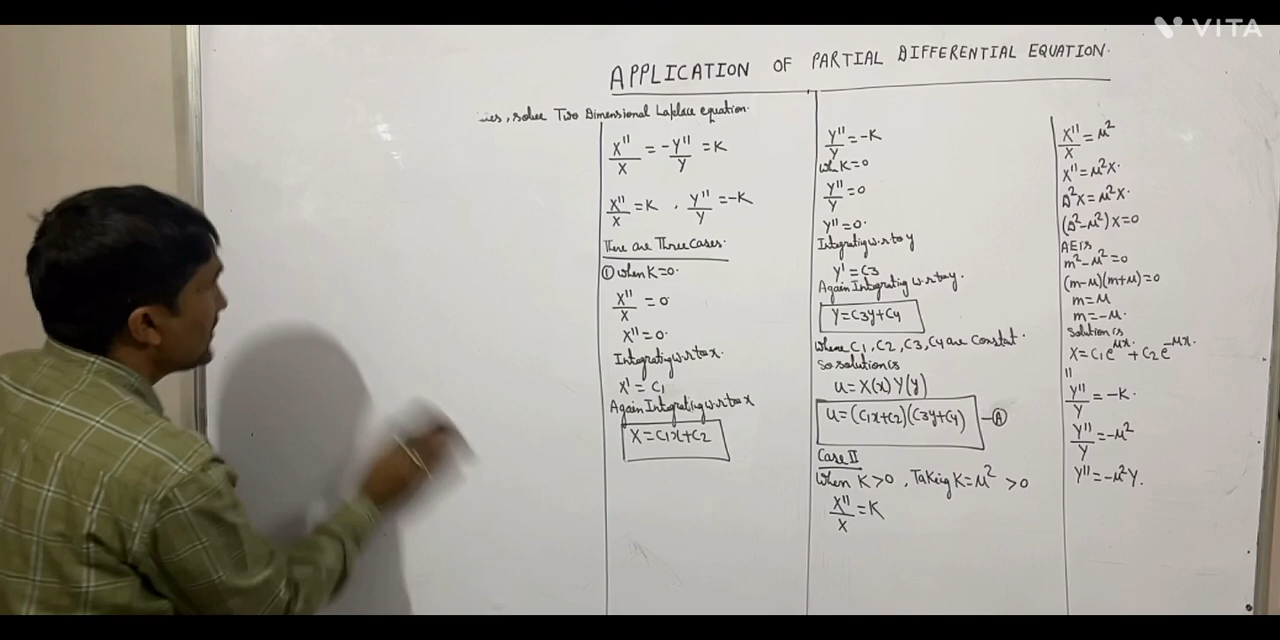 VITA
APPLICATION OF PARTIAL DIFFERENTIAL EQUATION.
, solve Two Dimensional Laplace equation.
X''/X = -Y''/Y = K
X''/X = K , Y''/Y = -K
There are Three Cases.
① When K=0.
X''/X = 0
X''=0.
Integrating w.r.to x.
X' = C1
Again Integrating w.r.to x
X = C1x+C2
Y''/Y = -K
Whn K=0
Y''/Y = 0
Y''=0.
Integrating w.r.to y
Y' = C3
Again Integrating w.r.to y.
Y = C3y+C4
Where C1, C2, C3, C4 are Constat.
So solution is
u = X(x) Y(y)
u = (C1x+C2)(C3y+C4) —Ⓐ
Case II
When K>0 , Taking K=μ² >0
X''/X = K
X''/X = μ²
X''=μ²X.
D²X=μ²X.
(D²-μ²)X=0
AE is
m²-μ²=0
(m-μ)(m+μ)=0
m=μ
m=-μ.
Solution is
X = C1e^μx + C2e^-μx.
"
Y''/Y = -K.
Y''/Y = -μ²
Y''=-μ²Y.